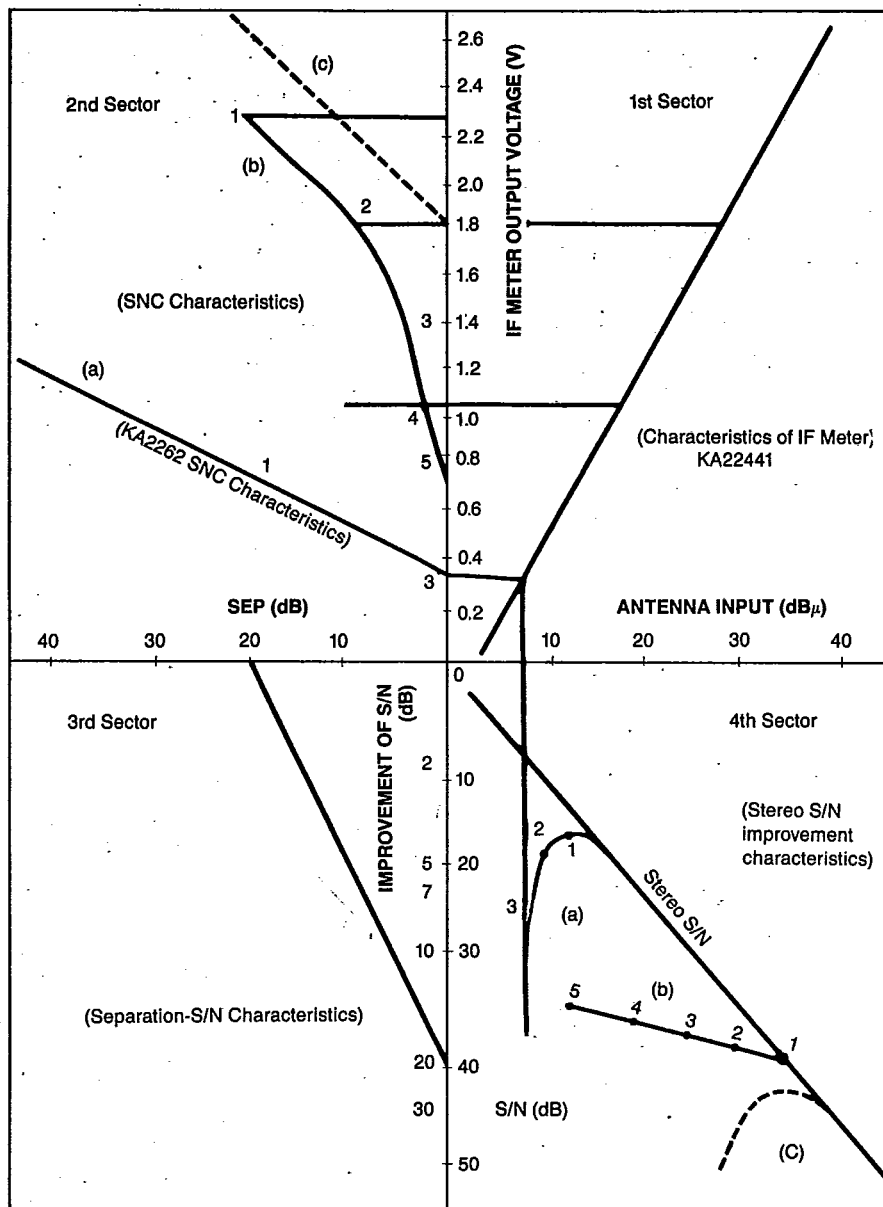 2.6
(c)
2.4
2nd Sector
1st Sector
1
2.2
(b)
2.0
2
1.8
IF METER OUTPUT VOLTAGE (V)
1.6
(SNC Characteristics)
3
1.4
1.2
(a)
4
1.0
(Characteristics of IF Meter)
KA22441
5
0.8
1
(KA2262 SNC Characteristics)
0.6
0.4
3
0.2
SEP (dB)
ANTENNA INPUT (dBμ)
40 30 20 10
10 20 30 40
0
3rd Sector
4th Sector
IMPROVEMENT OF S/N (dB)
2
10
(Stereo S/N
improvement
characteristics)
2
1
5
20
7
3
(a)
Stereo S/N
10
30
(b)
5 4 3 2 1
(Separation-S/N Characteristics)
20
40
30
S/N (dB)
(C)
50